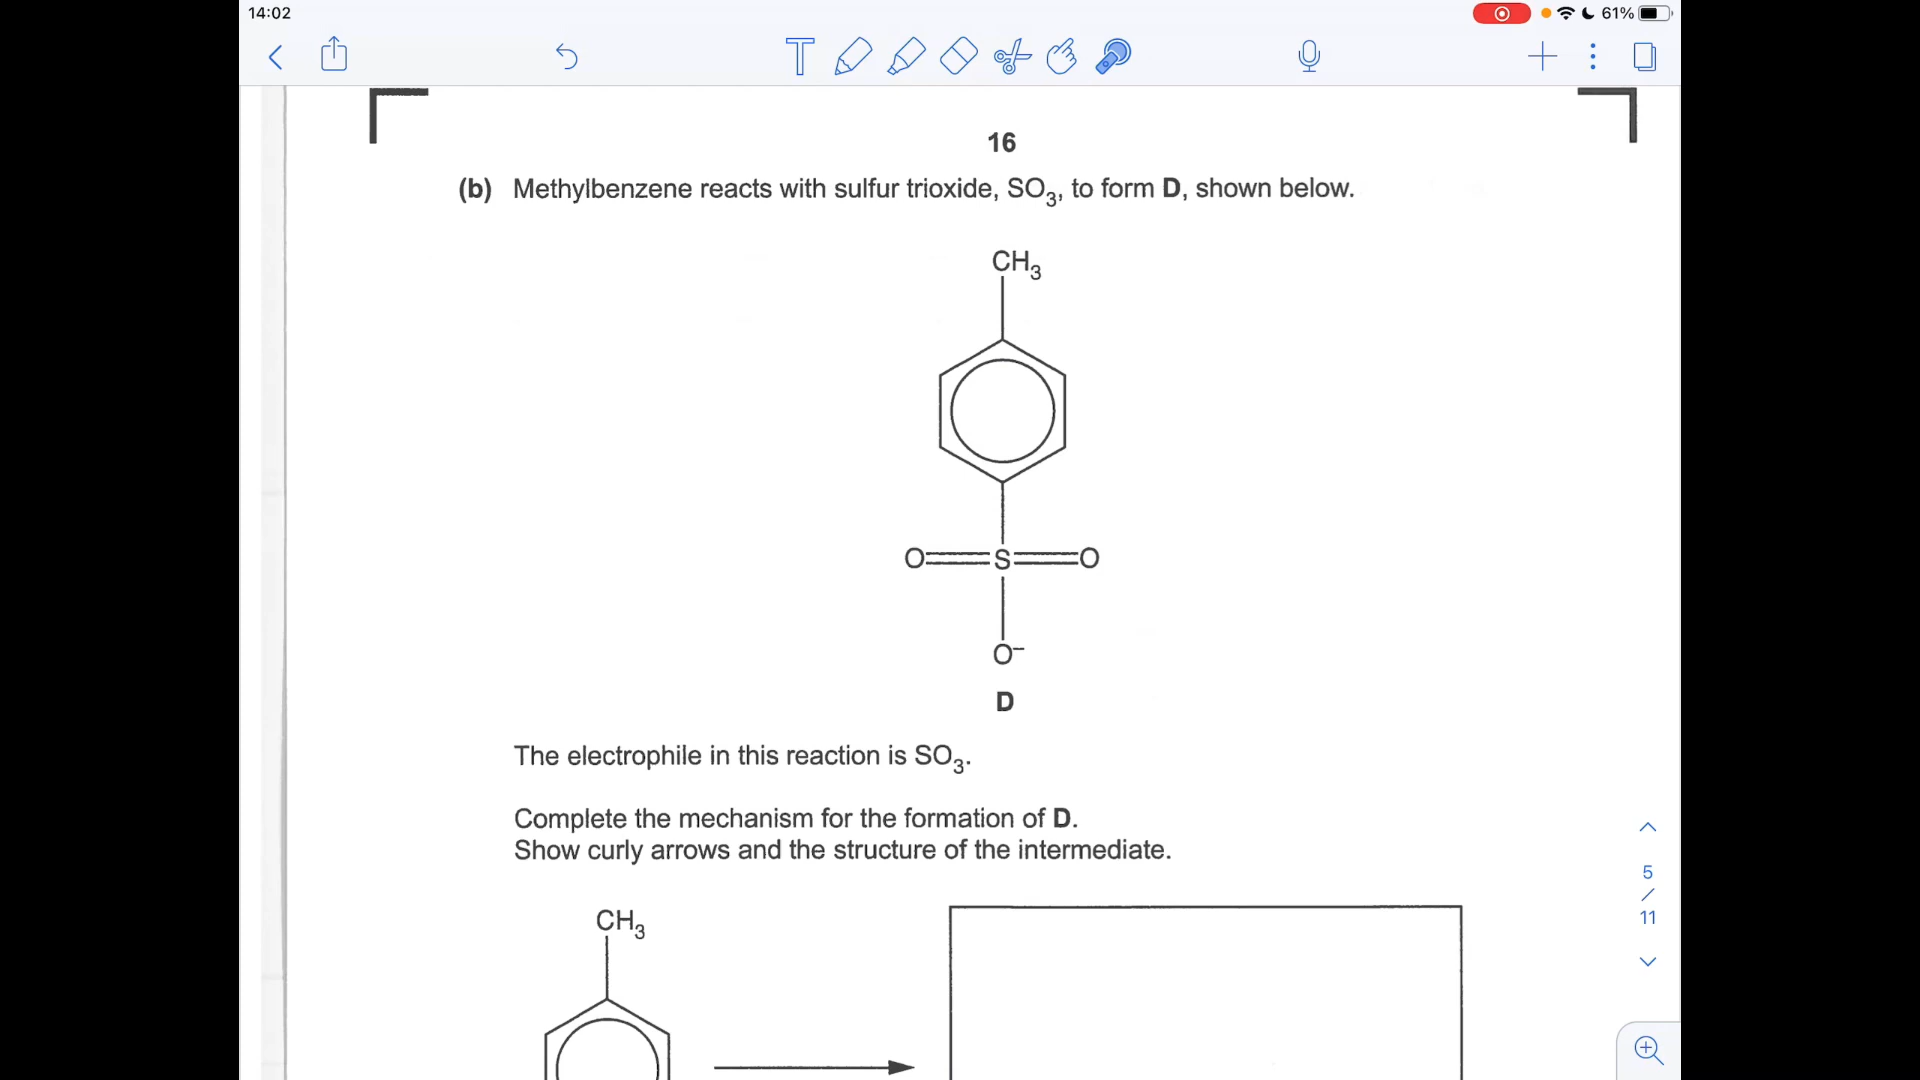 14:02
61%
T
16
(b) Methylbenzene reacts with sulfur trioxide, SO₃, to form D, shown below.
CH₃
O S O
O⁻
D
The electrophile in this reaction is SO₃.
Complete the mechanism for the formation of D.
Show curly arrows and the structure of the intermediate.
5
/
11
CH₃